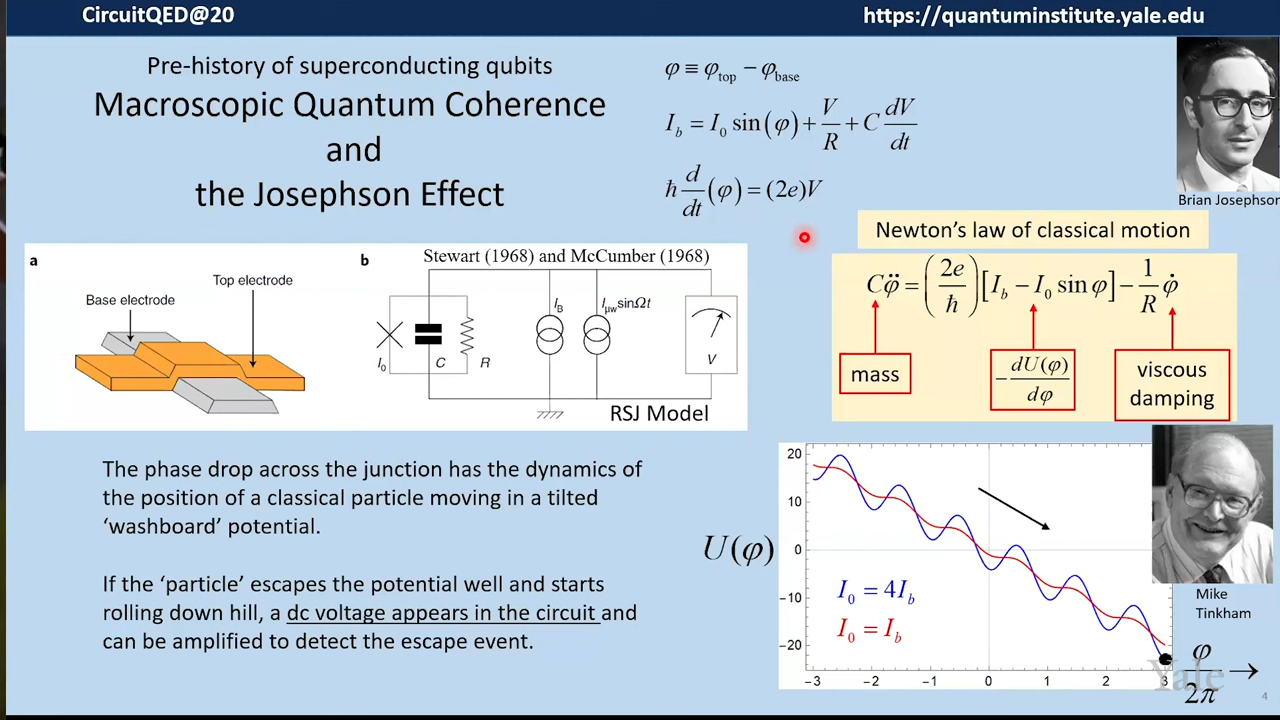 CircuitQED@20
https://quantuminstitute.yale.edu
Pre-history of superconducting qubits
Macroscopic Quantum Coherence
and
the Josephson Effect
φ ≡ φ_top − φ_base
I_b = I_0 sin(φ) + V/R + C dV/dt
ℏ d/dt (φ) = (2e)V
Brian Josephson
Newton's law of classical motion
Cφ̈ = (2e/ℏ)[I_b − I_0 sin φ] − 1/R φ̇
mass
−dU(φ)/dφ
viscous
damping
a
Base electrode
Top electrode
b
Stewart (1968) and McCumber (1968)
I_0
C
R
I_B
I_μw sinΩt
V
RSJ Model
The phase drop across the junction has the dynamics of
the position of a classical particle moving in a tilted
'washboard' potential.
If the 'particle' escapes the potential well and starts
rolling down hill, a dc voltage appears in the circuit and
can be amplified to detect the escape event.
U(φ)
20
10
0
−10
−20
I_0 = 4I_b
I_0 = I_b
−3 −2 −1 0 1 2 3
φ/2π →
Mike
Tinkham
Yale
4